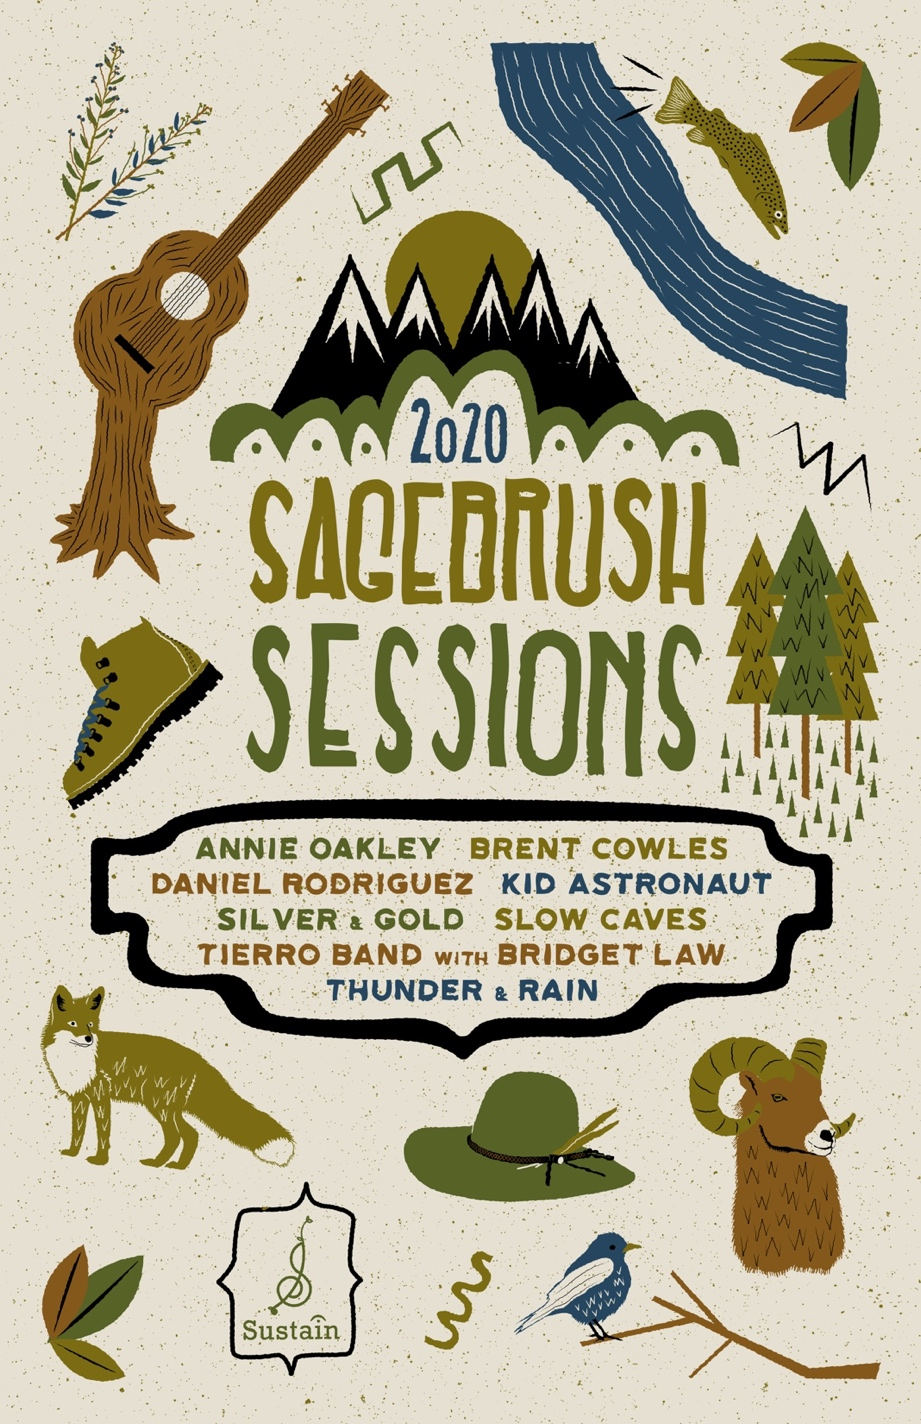 2020
SAGEBRUSH
SESSIONS
ANNIE OAKLEY BRENT COWLES
DANIEL RODRIGUEZ KID ASTRONAUT
SILVER & GOLD SLOW CAVES
TIERRO BAND WITH BRIDGET LAW
THUNDER & RAIN
Sustain